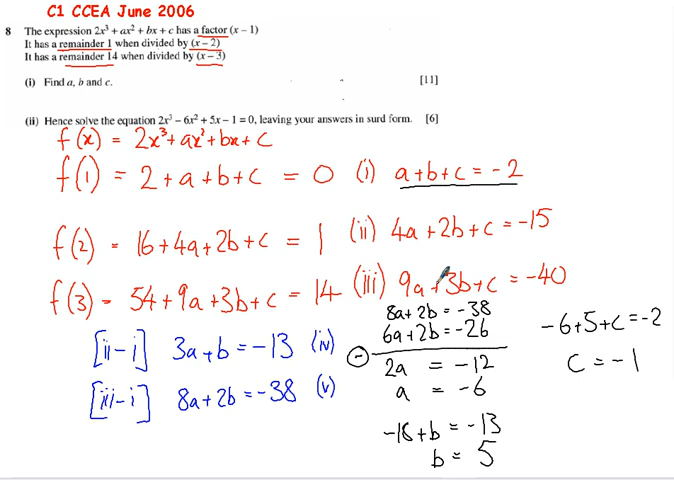 C1 CCEA June 2006
8 The expression 2x³ + ax² + bx + c has a factor (x – 1)
It has a remainder 1 when divided by (x – 2)
It has a remainder 14 when divided by (x – 3)
(i) Find a, b and c. [11]
(ii) Hence solve the equation 2x³ – 6x² + 5x – 1 = 0, leaving your answers in surd form. [6]
f(x) = 2x³ + ax² + bx + c
f(1) = 2 + a + b + c = 0 (i) a + b + c = -2
f(2) = 16 + 4a + 2b + c = 1 (ii) 4a + 2b + c = -15
f(3) = 54 + 9a + 3b + c = 14 (iii) 9a + 3b + c = -40
[ii - i] 3a + b = -13 (iv)
[iii - i] 8a + 2b = -38 (v)
8a + 2b = -38
6a + 2b = -26
⊖
2a = -12
a = -6
-18 + b = -13
b = 5
-6 + 5 + c = -2
c = -1